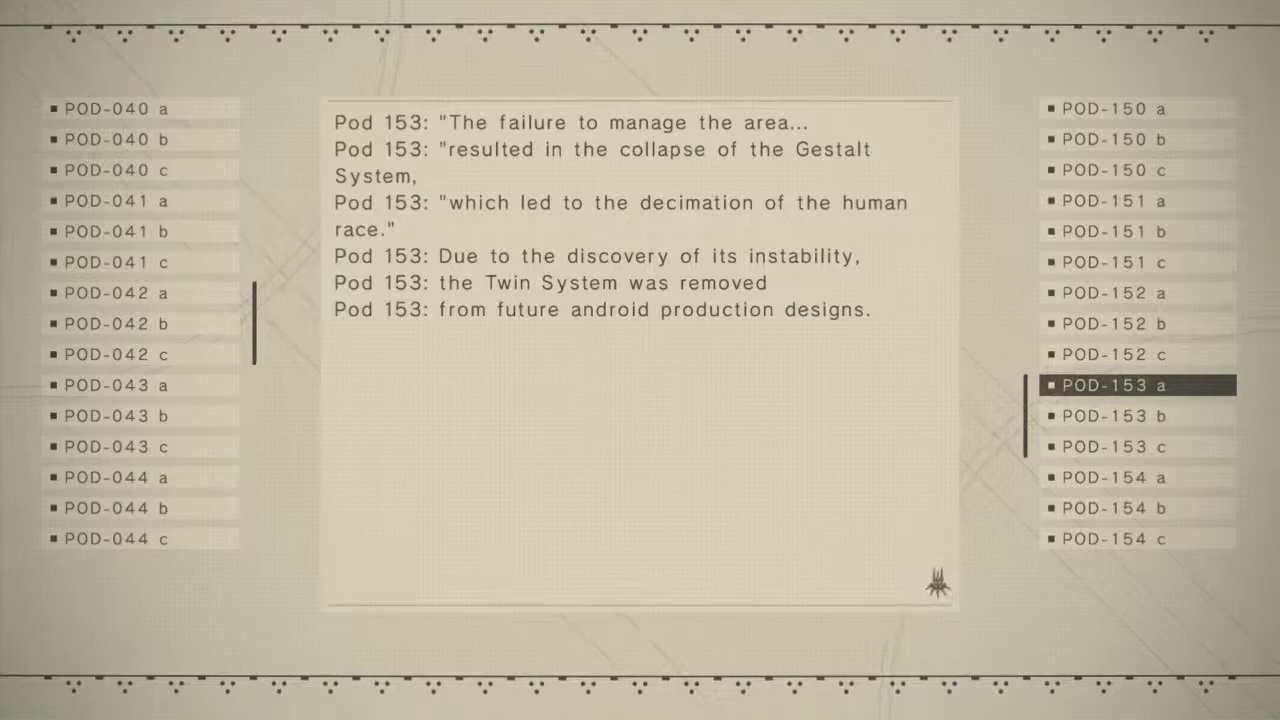 POD-040 a
POD-040 b
POD-040 c
POD-041 a
POD-041 b
POD-041 c
POD-042 a
POD-042 b
POD-042 c
POD-043 a
POD-043 b
POD-043 c
POD-044 a
POD-044 b
POD-044 c
Pod 153: "The failure to manage the area...
Pod 153: "resulted in the collapse of the Gestalt
System,
Pod 153: "which led to the decimation of the human
race."
Pod 153: Due to the discovery of its instability,
Pod 153: the Twin System was removed
Pod 153: from future android production designs.
POD-150 a
POD-150 b
POD-150 c
POD-151 a
POD-151 b
POD-151 c
POD-152 a
POD-152 b
POD-152 c
POD-153 a
POD-153 b
POD-153 c
POD-154 a
POD-154 b
POD-154 c